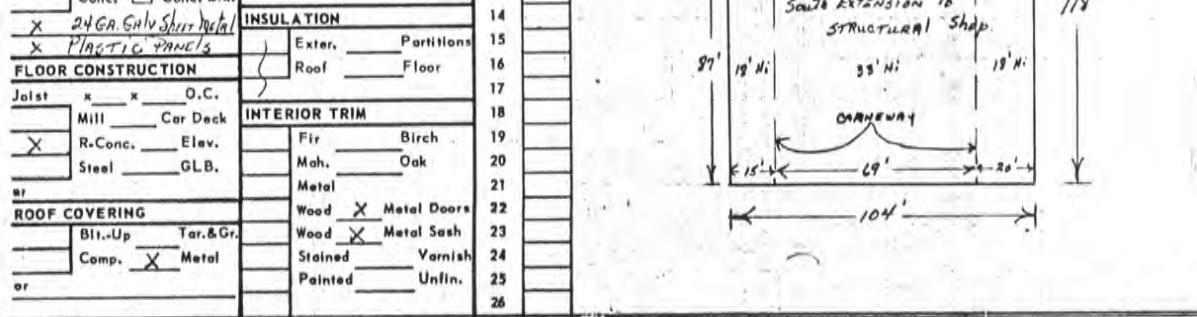 X 24 GA. GALV SHEET METAL
X PLASTIC PANELS
FLOOR CONSTRUCTION
Joist x x O.C.
Mill Car Deck
X R-Conc. Elev.
Steel GLB.
or
ROOF COVERING
Blt.-Up Tar.&Gr.
Comp. X Metal
or
INSULATION
Exter. Partitions
Roof Floor
INTERIOR TRIM
Fir Birch
Mah. Oak
Metal
Wood X Metal Doors
Wood X Metal Sash
Stained Varnish
Painted Unfin.
14
15
16
17
18
19
20
21
22
23
24
25
26
South EXTENSION to
STRUCTURAL Shop
118
87' 18' Hi 33' Hi 18' Hi
CRANEWAY
15' 69' 20'
104'